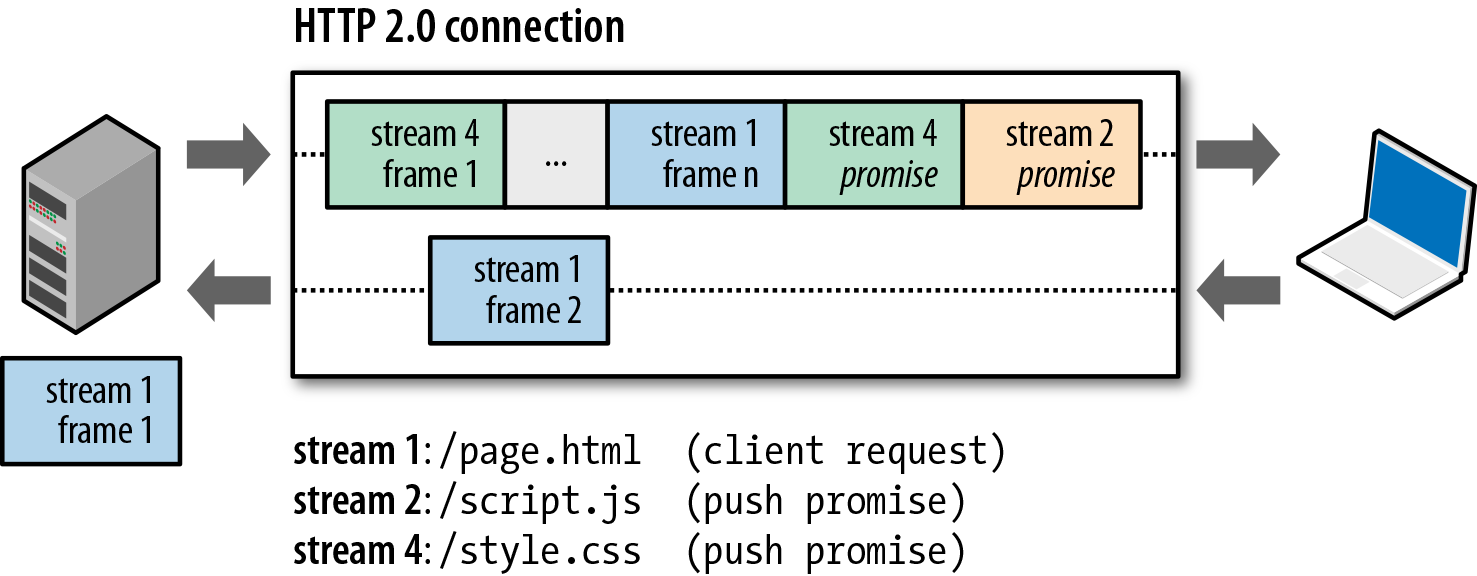 HTTP 2.0 connection
stream 4
frame 1
...
stream 1
frame n
stream 4
promise
stream 2
promise
stream 1
frame 2
stream 1
frame 1
stream 1: /page.html (client request)
stream 2: /script.js (push promise)
stream 4: /style.css (push promise)